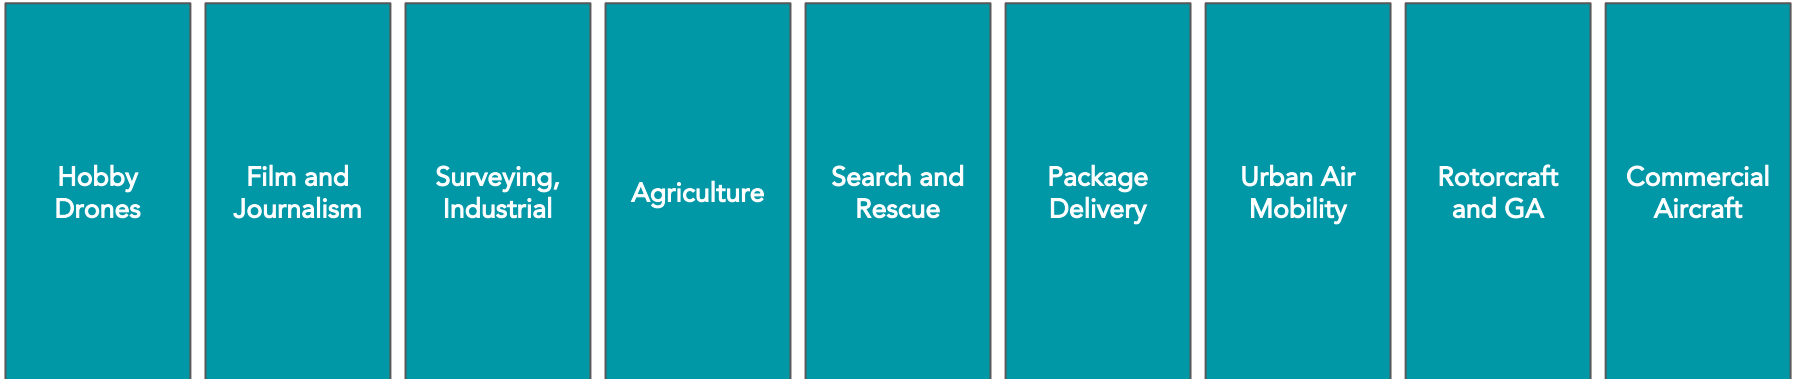 Hobby
Drones
Film and
Journalism
Surveying,
Industrial
Agriculture
Search and
Rescue
Package
Delivery
Urban Air
Mobility
Rotorcraft
and GA
Commercial
Aircraft